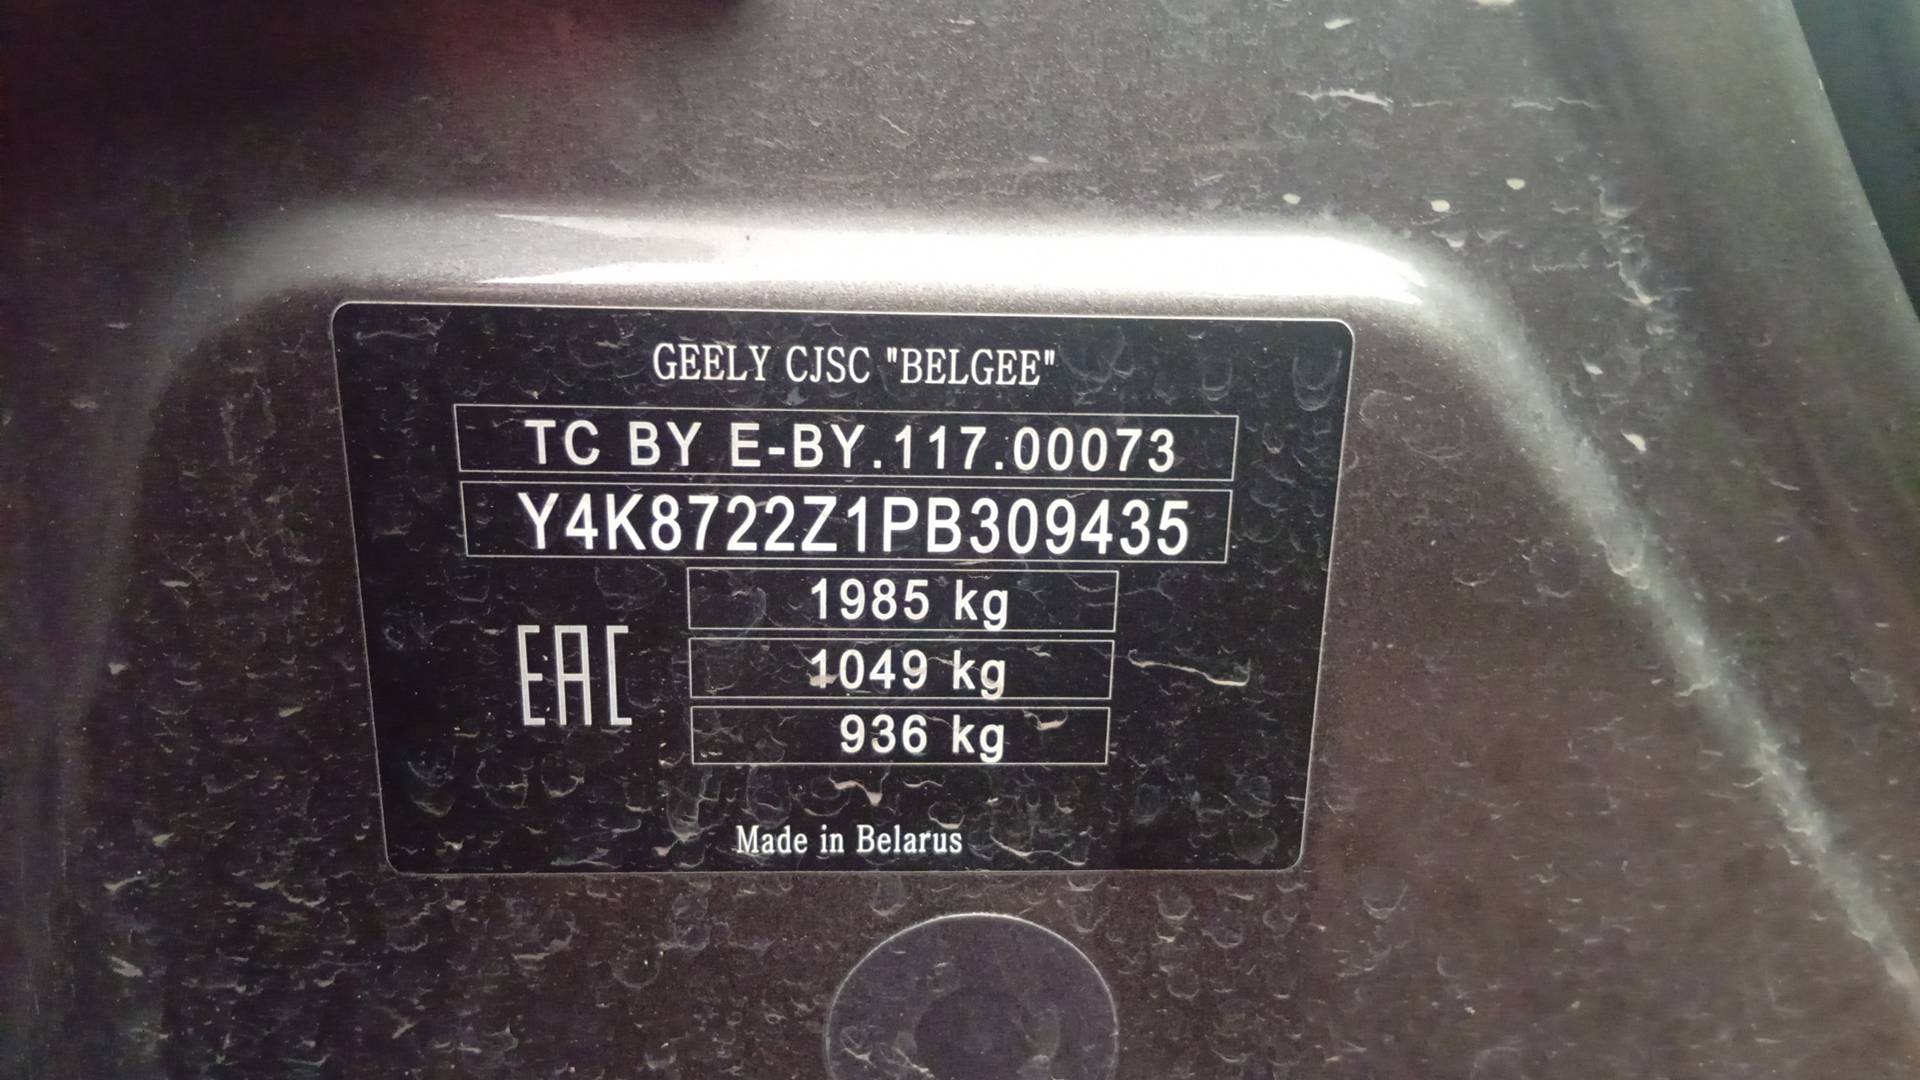 GEELY CJSC "BELGEE"
TC BY E-BY.117.00073
Y4K8722Z1PB309435
1985 kg
EAC
1049 kg
936 kg
Made in Belarus